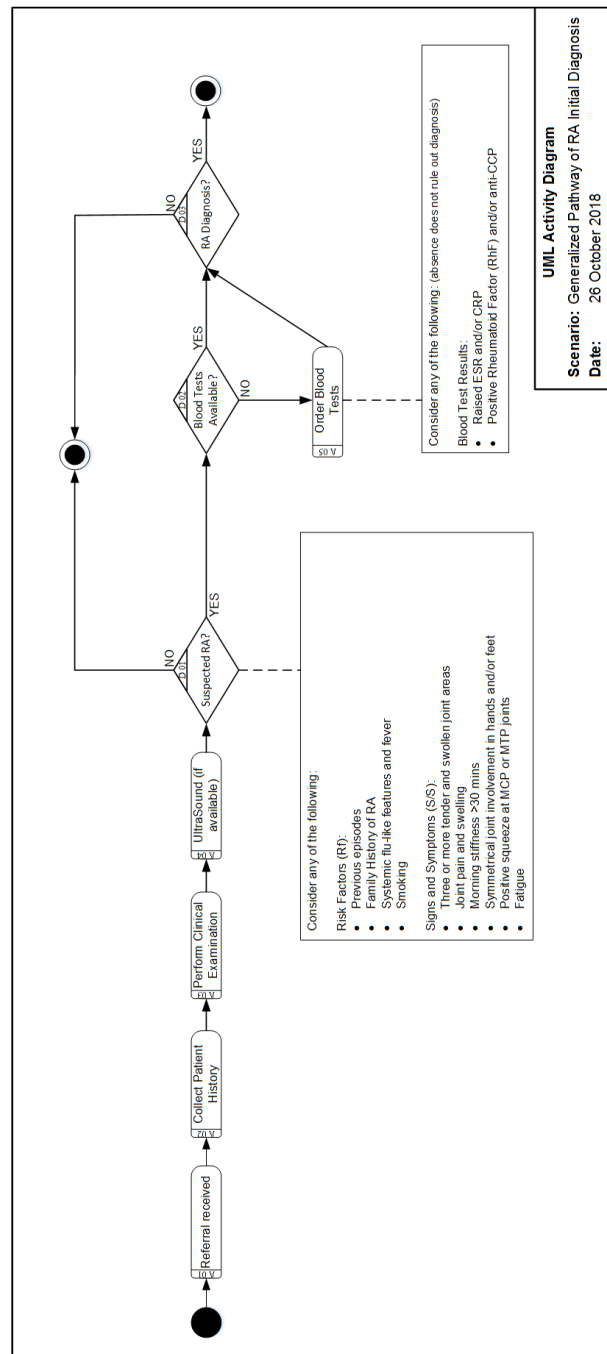 A 01
Referral received
A 02
Collect Patient
History
A 03
Perform Clinical
Examination
A 04
UltraSound (if
available)
D 01
Suspected RA?
NO
YES
D 02
Blood Tests
Available?
YES
NO
A 05
Order Blood
Tests
D 03
RA Diagnosis?
NO
YES
Consider any of the following:
Risk Factors (Rf):
• Previous episodes
• Family History of RA
• Systemic flu-like features and fever
• Smoking
Signs and Symptoms (S/S):
• Three or more tender and swollen joint areas
• Joint pain and swelling
• Morning stiffness >30 mins
• Symmetrical joint involvement in hands and/or feet
• Positive squeeze at MCP or MTP joints
• Fatigue
Consider any of the following: (absence does not rule out diagnosis)
Blood Test Results:
• Raised ESR and/or CRP
• Positive Rheumatoid Factor (RhF) and/or anti-CCP
UML Activity Diagram
Scenario: Generalized Pathway of RA Initial Diagnosis
Date: 26 October 2018